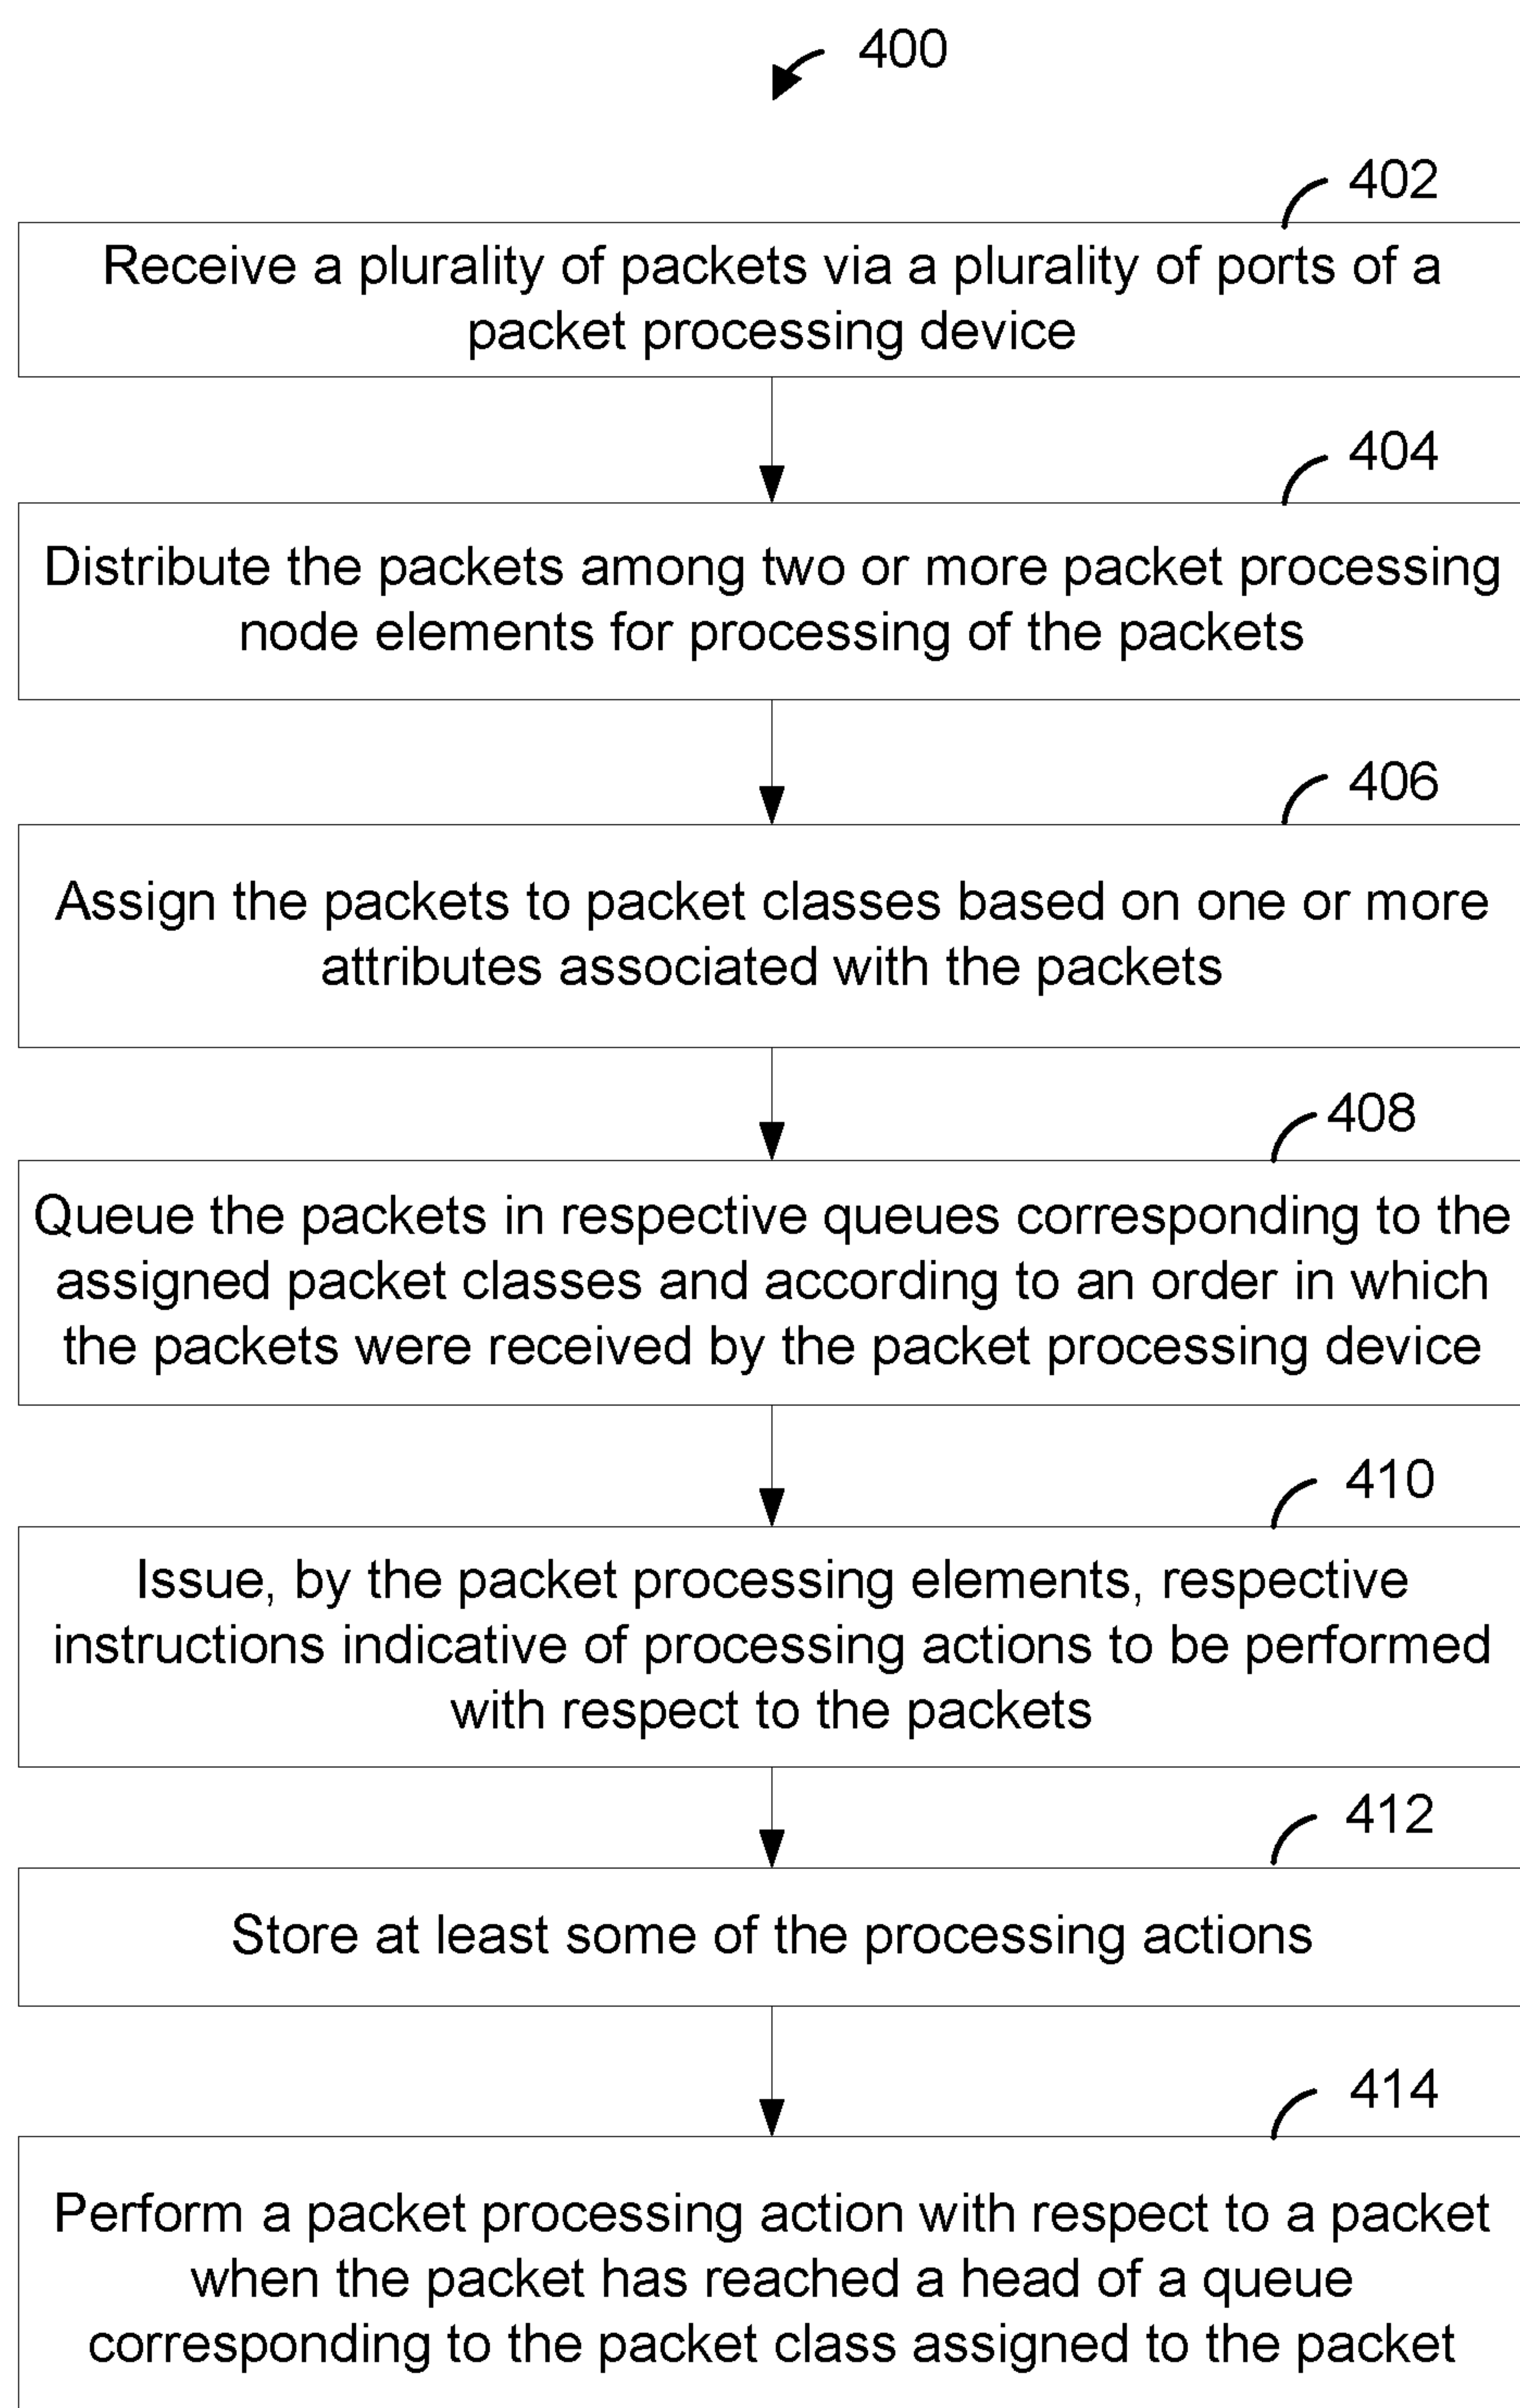 400
402
Receive a plurality of packets via a plurality of ports of a
packet processing device
404
Distribute the packets among two or more packet processing
node elements for processing of the packets
406
Assign the packets to packet classes based on one or more
attributes associated with the packets
408
Queue the packets in respective queues corresponding to the
assigned packet classes and according to an order in which
the packets were received by the packet processing device
410
Issue, by the packet processing elements, respective
instructions indicative of processing actions to be performed
with respect to the packets
412
Store at least some of the processing actions
414
Perform a packet processing action with respect to a packet
when the packet has reached a head of a queue
corresponding to the packet class assigned to the packet